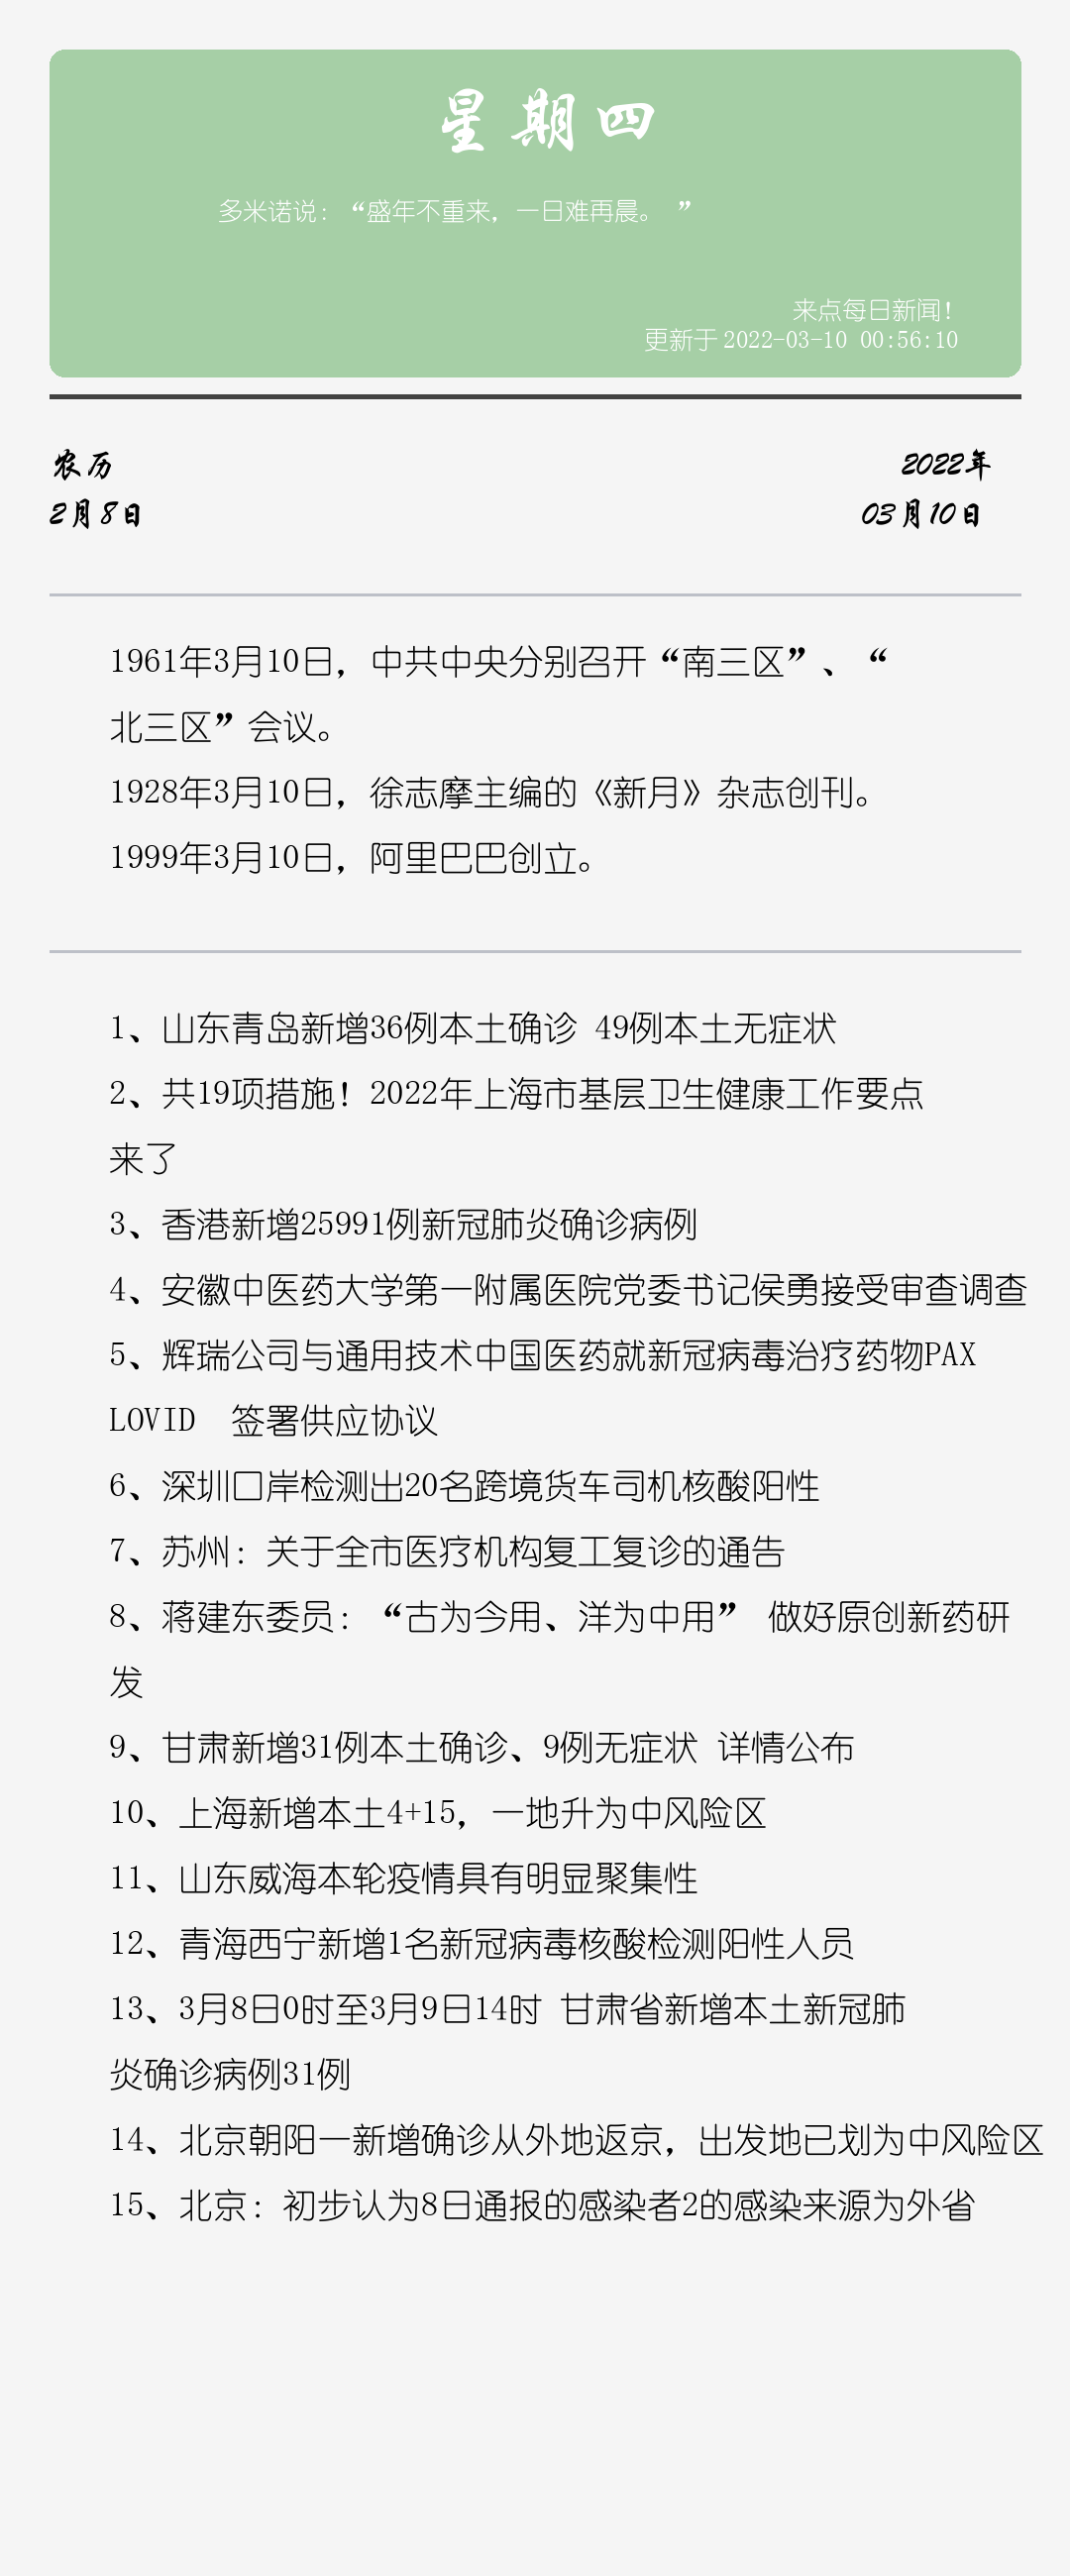 星期四
多米诺说：“盛年不重来，一日难再晨。 ”
来点每日新闻！
更新于 2022-03-10 00:56:10
农历
2022年
2月8日
03月10日
1961年3月10日，中共中央分别召开“南三区”、“
北三区”会议。
1928年3月10日，徐志摩主编的《新月》杂志创刊。
1999年3月10日，阿里巴巴创立。
1、山东青岛新增36例本土确诊 49例本土无症状
2、共19项措施！2022年上海市基层卫生健康工作要点
来了
3、香港新增25991例新冠肺炎确诊病例
4、安徽中医药大学第一附属医院党委书记侯勇接受审查调查
5、辉瑞公司与通用技术中国医药就新冠病毒治疗药物PAX
LOVID  签署供应协议
6、深圳口岸检测出20名跨境货车司机核酸阳性
7、苏州：关于全市医疗机构复工复诊的通告
8、蒋建东委员：“古为今用、洋为中用” 做好原创新药研
发
9、甘肃新增31例本土确诊、9例无症状 详情公布
10、上海新增本土4+15，一地升为中风险区
11、山东威海本轮疫情具有明显聚集性
12、青海西宁新增1名新冠病毒核酸检测阳性人员
13、3月8日0时至3月9日14时 甘肃省新增本土新冠肺
炎确诊病例31例
14、北京朝阳一新增确诊从外地返京，出发地已划为中风险区
15、北京：初步认为8日通报的感染者2的感染来源为外省